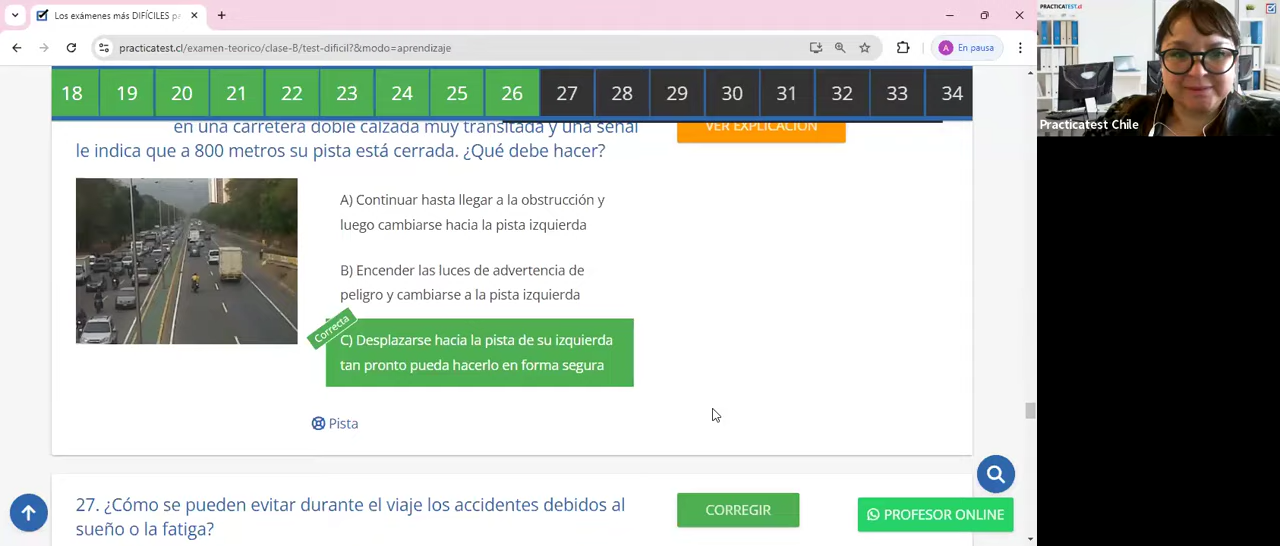 Los exámenes más DIFÍCILES pa
practicatest.cl/examen-teorico/clase-B/test-dificil?&modo=aprendizaje
En pausa
PRACTICATEST.cl
Practicatest Chile
18 19 20 21 22 23 24 25 26 27 28 29 30 31 32 33 34
en una carretera doble calzada muy transitada y una señal
le indica que a 800 metros su pista está cerrada. ¿Qué debe hacer?
VER EXPLICACIÓN
A) Continuar hasta llegar a la obstrucción y
luego cambiarse hacia la pista izquierda
B) Encender las luces de advertencia de
peligro y cambiarse a la pista izquierda
Correcta
C) Desplazarse hacia la pista de su izquierda
tan pronto pueda hacerlo en forma segura
Pista
27. ¿Cómo se pueden evitar durante el viaje los accidentes debidos al
sueño o la fatiga?
CORREGIR
PROFESOR ONLINE